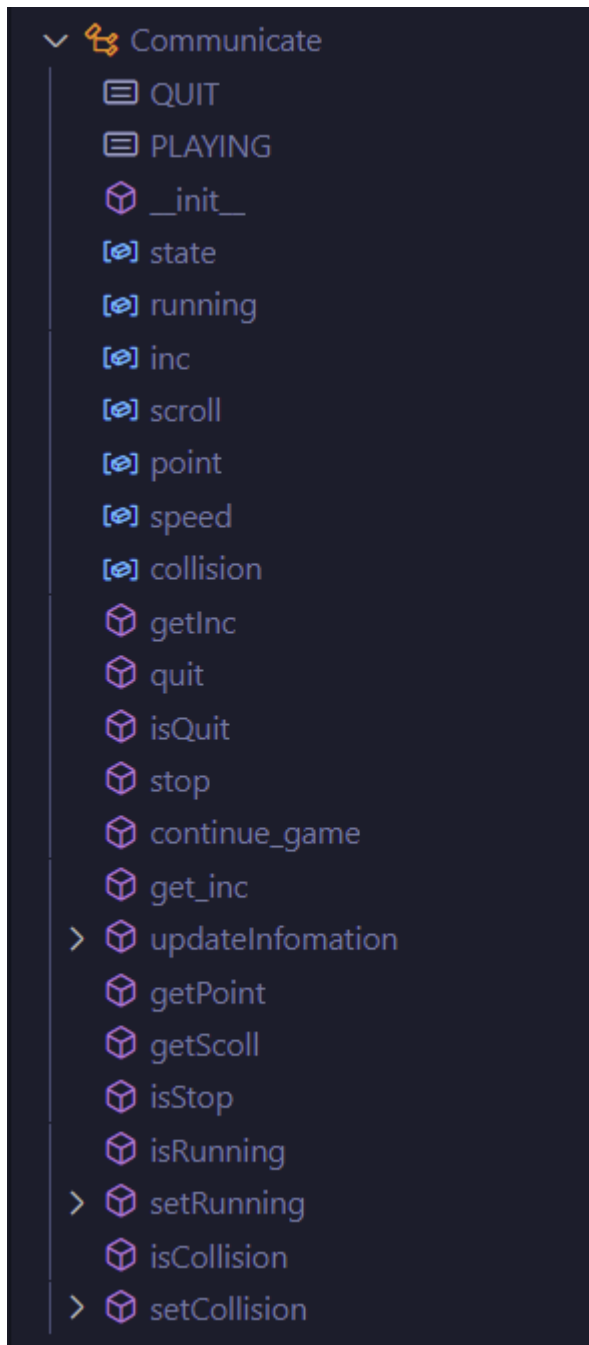 Communicate
QUIT
PLAYING
__init__
state
running
inc
scroll
point
speed
collision
getInc
quit
isQuit
stop
continue_game
get_inc
updateInfomation
getPoint
getScoll
isStop
isRunning
setRunning
isCollision
setCollision